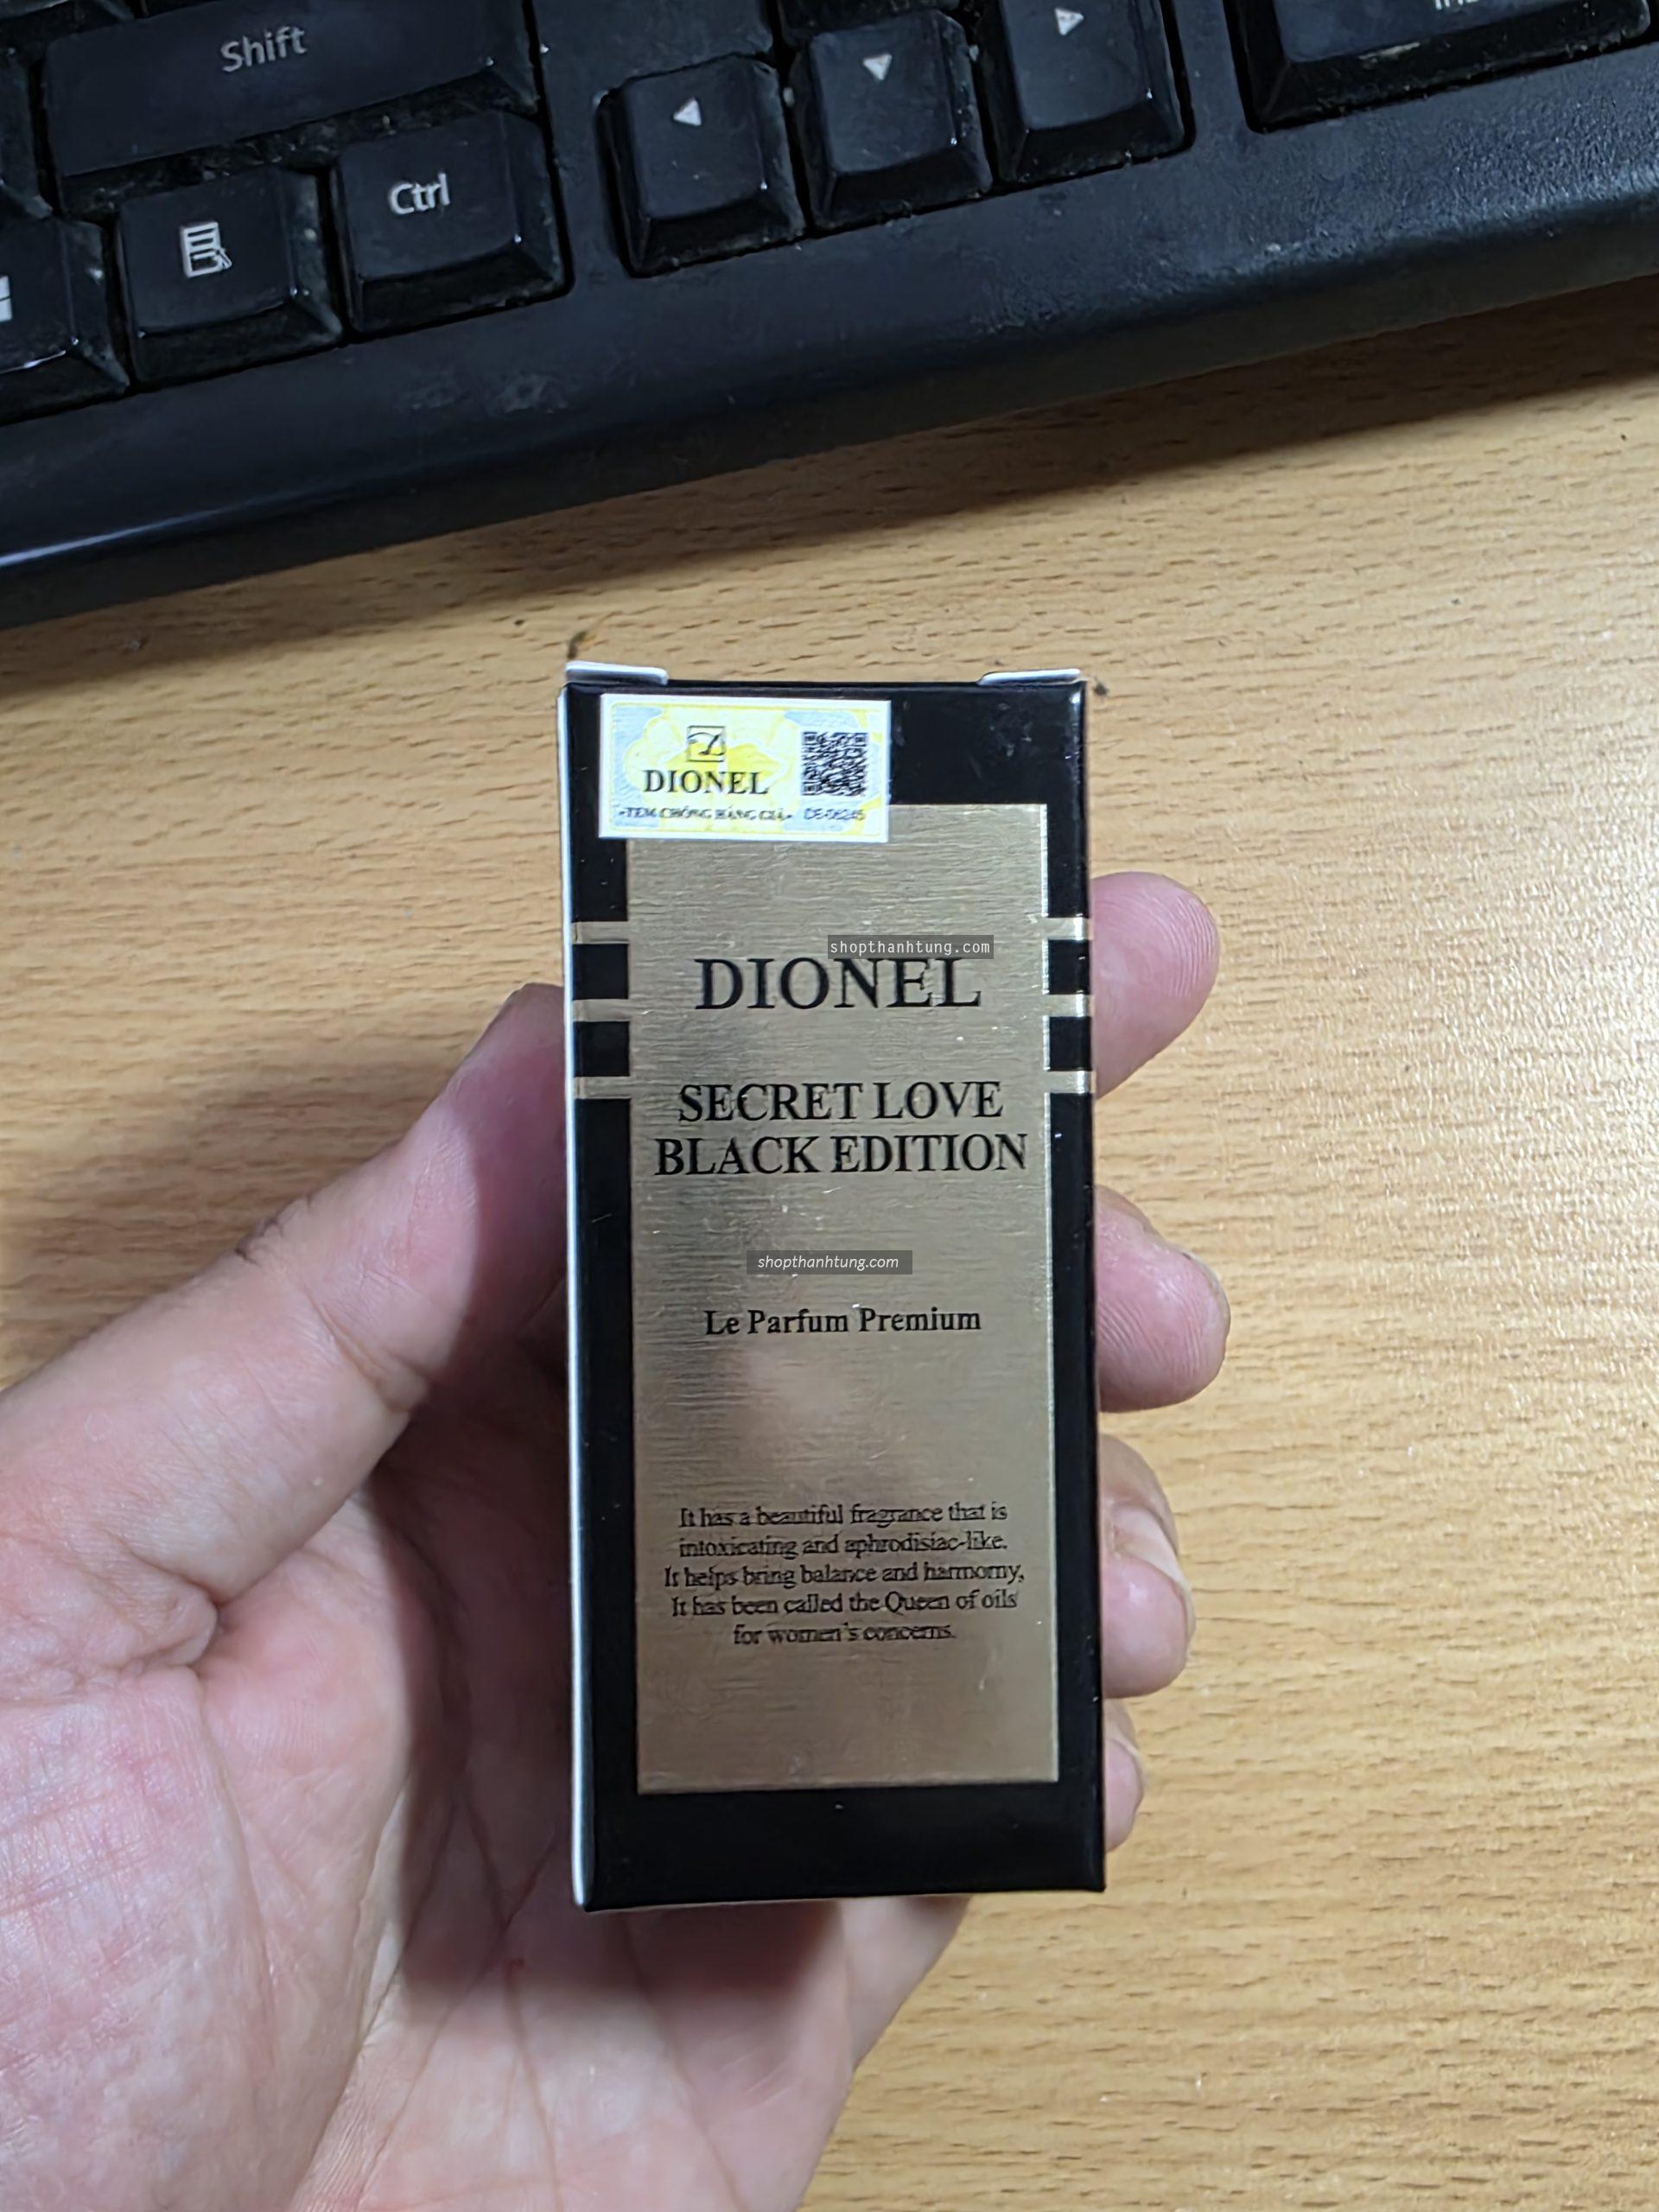 Shift
Ctrl
DIONEL
TEM CHỐNG HÀNG GIẢ
DIONEL
shopthanhtung.com
SECRET LOVE
BLACK EDITION
shopthanhtung.com
Le Parfum Premium
It has a beautiful fragrance that is
intoxicating and aphrodisiac-like.
It helps bring balance and harmorny,
It has been called the Queen of oils
for women's concerns.